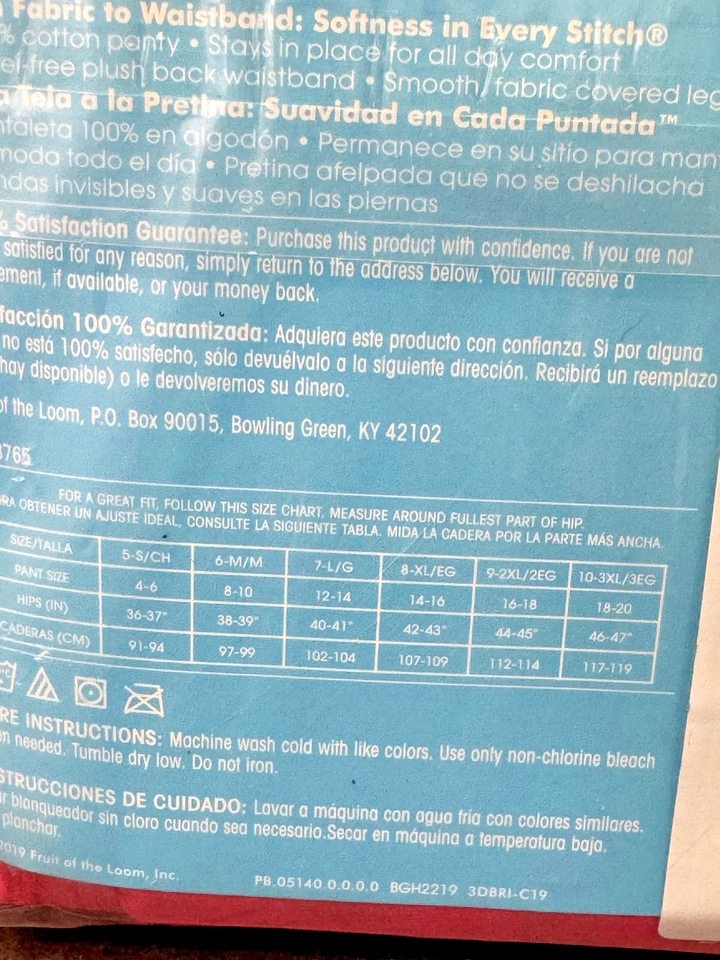 Fabric to Waistband: Softness in Every Stitch®
% cotton panty • Stays in place for all day comfort
el-free plush back waistband • Smooth, fabric covered leg
a Tela a la Pretina: Suavidad en Cada Puntada™
ntaleta 100% en algodón • Permanece en su sitio para man
moda todo el día • Pretina afelpada que no se deshilacha
ndas invisibles y suaves en las piernas
% Satisfaction Guarantee: Purchase this product with confidence. If you are not
satisfied for any reason, simply return to the address below. You will receive a
ement, if available, or your money back.
facción 100% Garantizada: Adquiera este producto con confianza. Si por alguna
no está 100% satisfecho, sólo devuélvalo a la siguiente dirección. Recibirá un reemplazo
hay disponible) o le devolveremos su dinero.
of the Loom, P.O. Box 90015, Bowling Green, KY 42102
765
FOR A GREAT FIT, FOLLOW THIS SIZE CHART. MEASURE AROUND FULLEST PART OF HIP.
RA OBTENER UN AJUSTE IDEAL, CONSULTE LA SIGUIENTE TABLA. MIDA LA CADERA POR LA PARTE MÁS ANCHA.
SIZE/TALLA 5-S/CH 6-M/M 7-L/G 8-XL/EG 9-2XL/2EG 10-3XL/3EG
PANT SIZE 4-6 8-10 12-14 14-16 16-18 18-20
HIPS (IN) 36-37" 38-39" 40-41" 42-43" 44-45" 46-47"
CADERAS (CM) 91-94 97-99 102-104 107-109 112-114 117-119
RE INSTRUCTIONS: Machine wash cold with like colors. Use only non-chlorine bleach
n needed. Tumble dry low. Do not iron.
STRUCCIONES DE CUIDADO: Lavar a máquina con agua fría con colores similares.
r blanqueador sin cloro cuando sea necesario.Secar en máquina a temperatura baja.
planchar.
2019 Fruit of the Loom, Inc.
PB.05140.0.0.0.0 BGH2219 3DBRI-C19